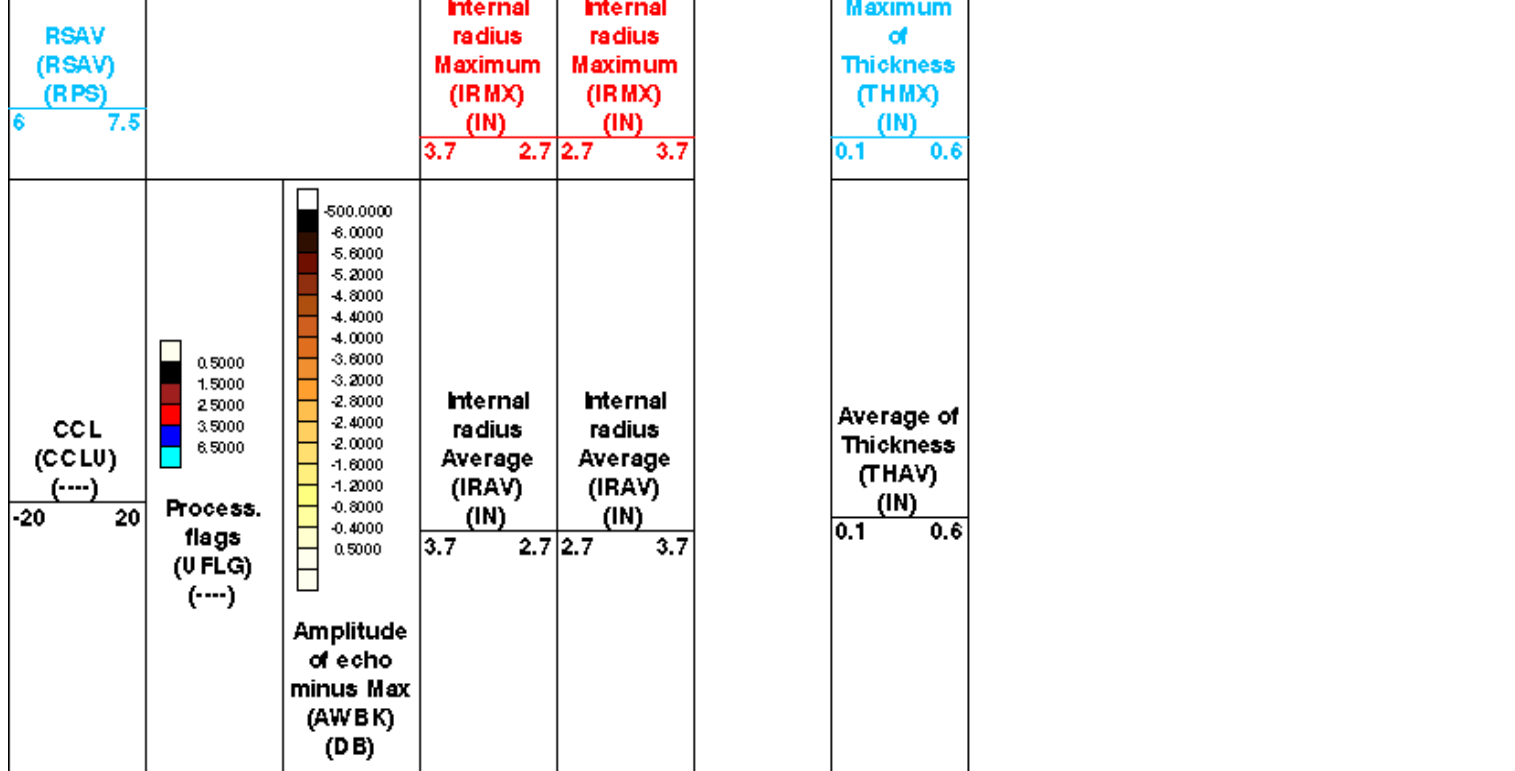 RSAV
(RSAV)
(RPS)
6 7.5
Internal
radius
Maximum
(IRMX)
(IN)
3.7 2.7
Internal
radius
Maximum
(IRMX)
(IN)
2.7 3.7
Maximum
of
Thickness
(THMX)
(IN)
0.1 0.6
CCL
(CCLU)
(----)
-20 20
0.5000
1.5000
2.5000
3.5000
6.5000
Process.
flags
(UFLG)
(----)
-500.0000
-6.0000
-5.6000
-5.2000
-4.8000
-4.4000
-4.0000
-3.6000
-3.2000
-2.8000
-2.4000
-2.0000
-1.6000
-1.2000
-0.8000
-0.4000
0.5000
Amplitude
of echo
minus Max
(AWBK)
(DB)
Internal
radius
Average
(IRAV)
(IN)
3.7 2.7
Internal
radius
Average
(IRAV)
(IN)
2.7 3.7
Average of
Thickness
(THAV)
(IN)
0.1 0.6